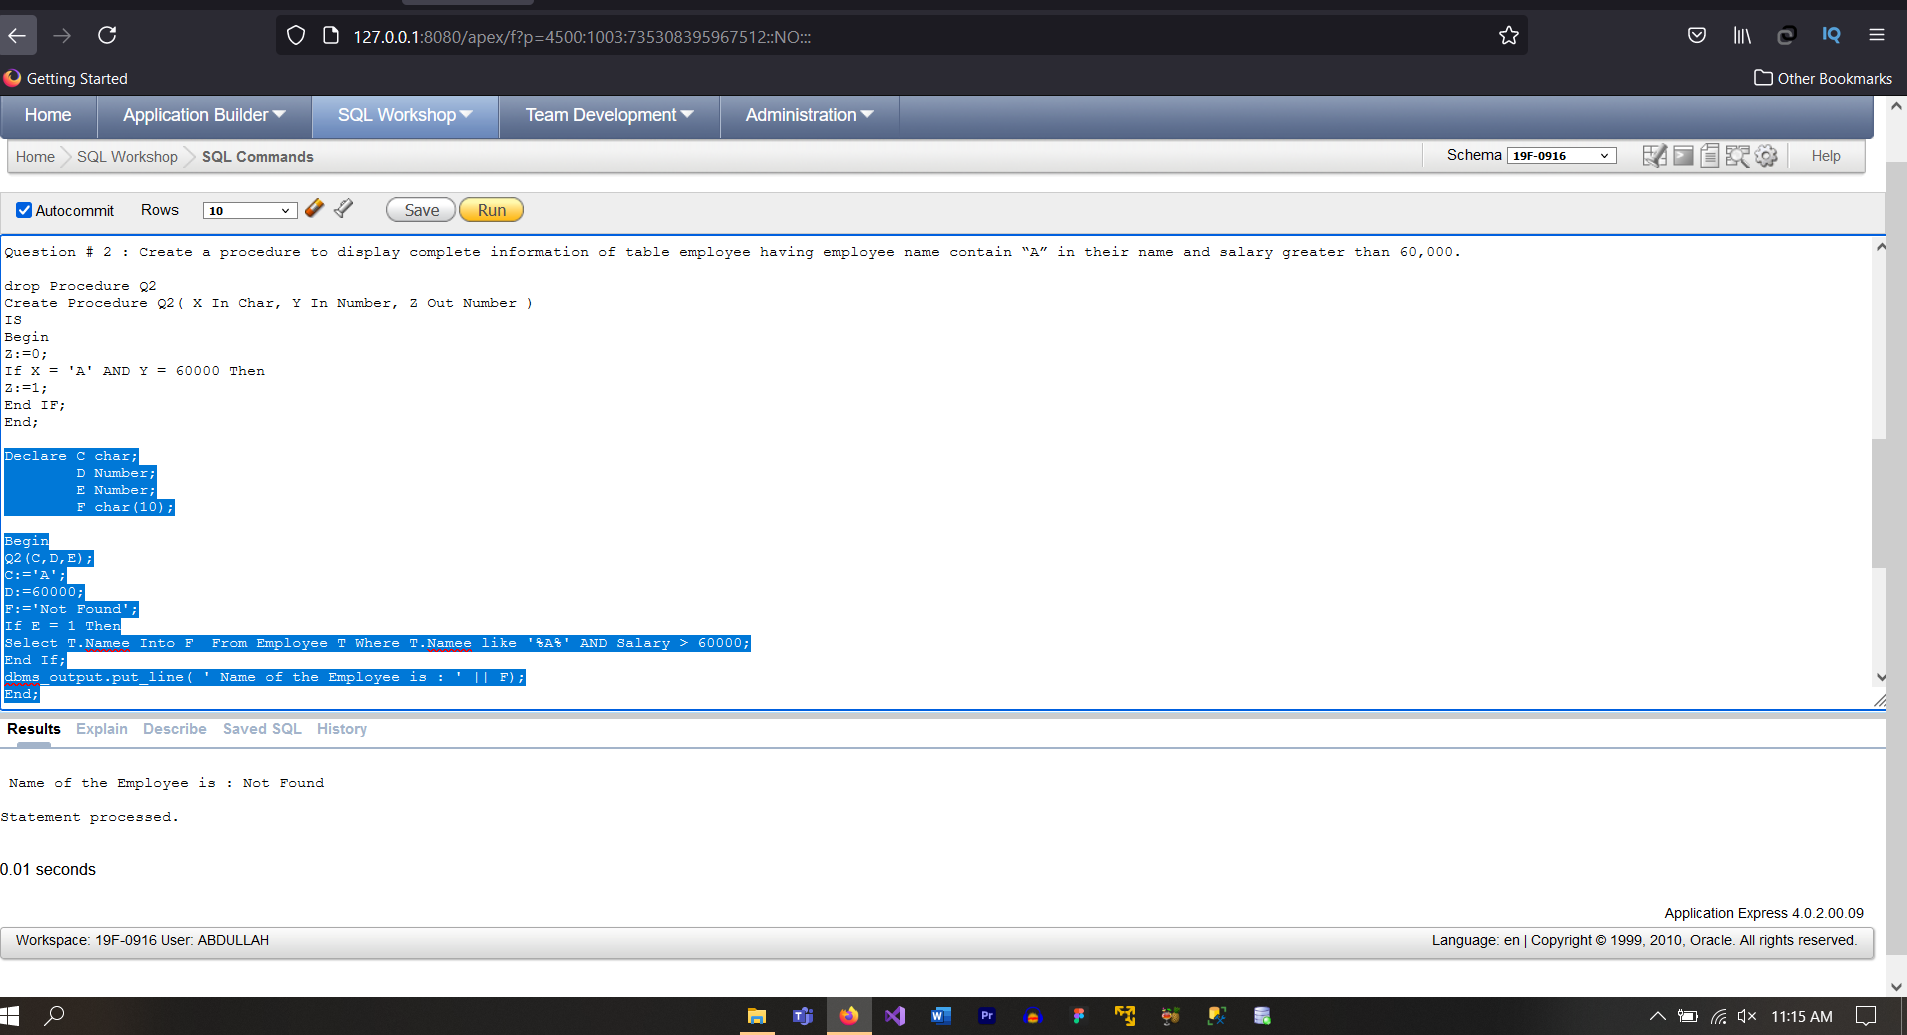 127.0.0.1:8080/apex/f?p=4500:1003:735308395967512::NO:::
IQ
Getting Started
Other Bookmarks
Home
Application Builder
SQL Workshop
Team Development
Administration
Home
SQL Workshop
SQL Commands
Schema
19F-0916
Help
Autocommit
Rows
10
Save
Run
Question # 2 : Create a procedure to display complete information of table employee having employee name contain “A” in their name and salary greater than 60,000.
drop Procedure Q2
Create Procedure Q2( X In Char, Y In Number, Z Out Number )
IS
Begin
Z:=0;
If X = 'A' AND Y = 60000 Then
Z:=1;
End IF;
End;
Declare C char;
D Number;
E Number;
F char(10);
Begin
Q2(C,D,E);
C:='A';
D:=60000;
F:='Not Found';
If E = 1 Then
Select T.Namee Into F  From Employee T Where T.Namee like '%A%' AND Salary > 60000;
End If;
dbms_output.put_line( ' Name of the Employee is : ' || F);
End;
Results
Explain
Describe
Saved SQL
History
Name of the Employee is : Not Found
Statement processed.
0.01 seconds
Application Express 4.0.2.00.09
Workspace: 19F-0916 User: ABDULLAH
Language: en | Copyright © 1999, 2010, Oracle. All rights reserved.
Pr
11:15 AM